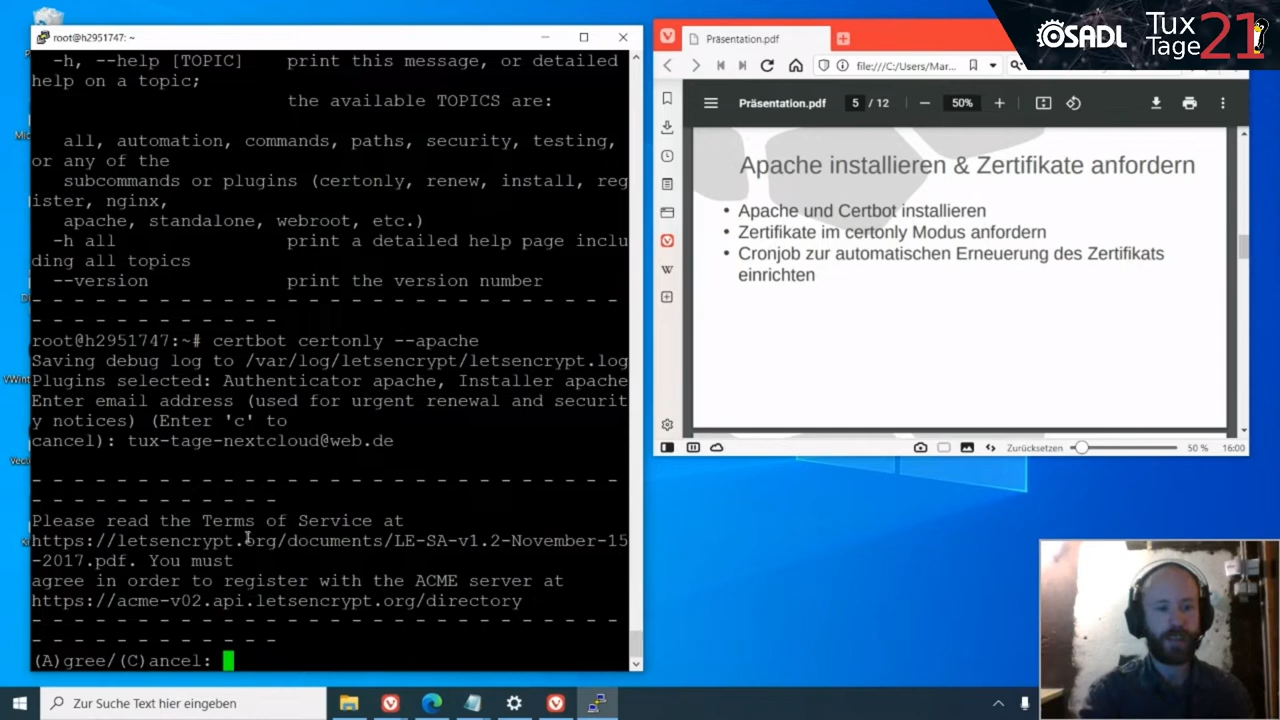 root@h2951747: ~
-h, --help [TOPIC]    print this message, or detailed
help on a topic;
the available TOPICS are:
all, automation, commands, paths, security, testing,
or any of the
subcommands or plugins (certonly, renew, install, reg
ister, nginx,
apache, standalone, webroot, etc.)
-h all                print a detailed help page inclu
ding all topics
--version             print the version number
- - - - - - - - - - - - - - - - - - - - - - - - - - - -
- - - - - - - - - - - -
root@h2951747:~# certbot certonly --apache
Saving debug log to /var/log/letsencrypt/letsencrypt.log
Plugins selected: Authenticator apache, Installer apache
Enter email address (used for urgent renewal and securit
y notices) (Enter 'c' to
cancel): tux-tage-nextcloud@web.de
- - - - - - - - - - - - - - - - - - - - - - - - - - - -
- - - - - - - - - - - -
Please read the Terms of Service at
https://letsencrypt.org/documents/LE-SA-v1.2-November-15
-2017.pdf. You must
agree in order to register with the ACME server at
https://acme-v02.api.letsencrypt.org/directory
- - - - - - - - - - - - - - - - - - - - - - - - - - - -
- - - - - - - - - - - -
(A)gree/(C)ancel:
Präsentation.pdf
file:///C:/Users/Mar...
Präsentation.pdf 5 / 12 50%
Apache installieren & Zertifikate anfordern
• Apache und Certbot installieren
• Zertifikate im certonly Modus anfordern
• Cronjob zur automatischen Erneuerung des Zertifikats
einrichten
Zurücksetzen 50 % 16:00
OSADL
Tux
Tage 21
Zur Suche Text hier eingeben